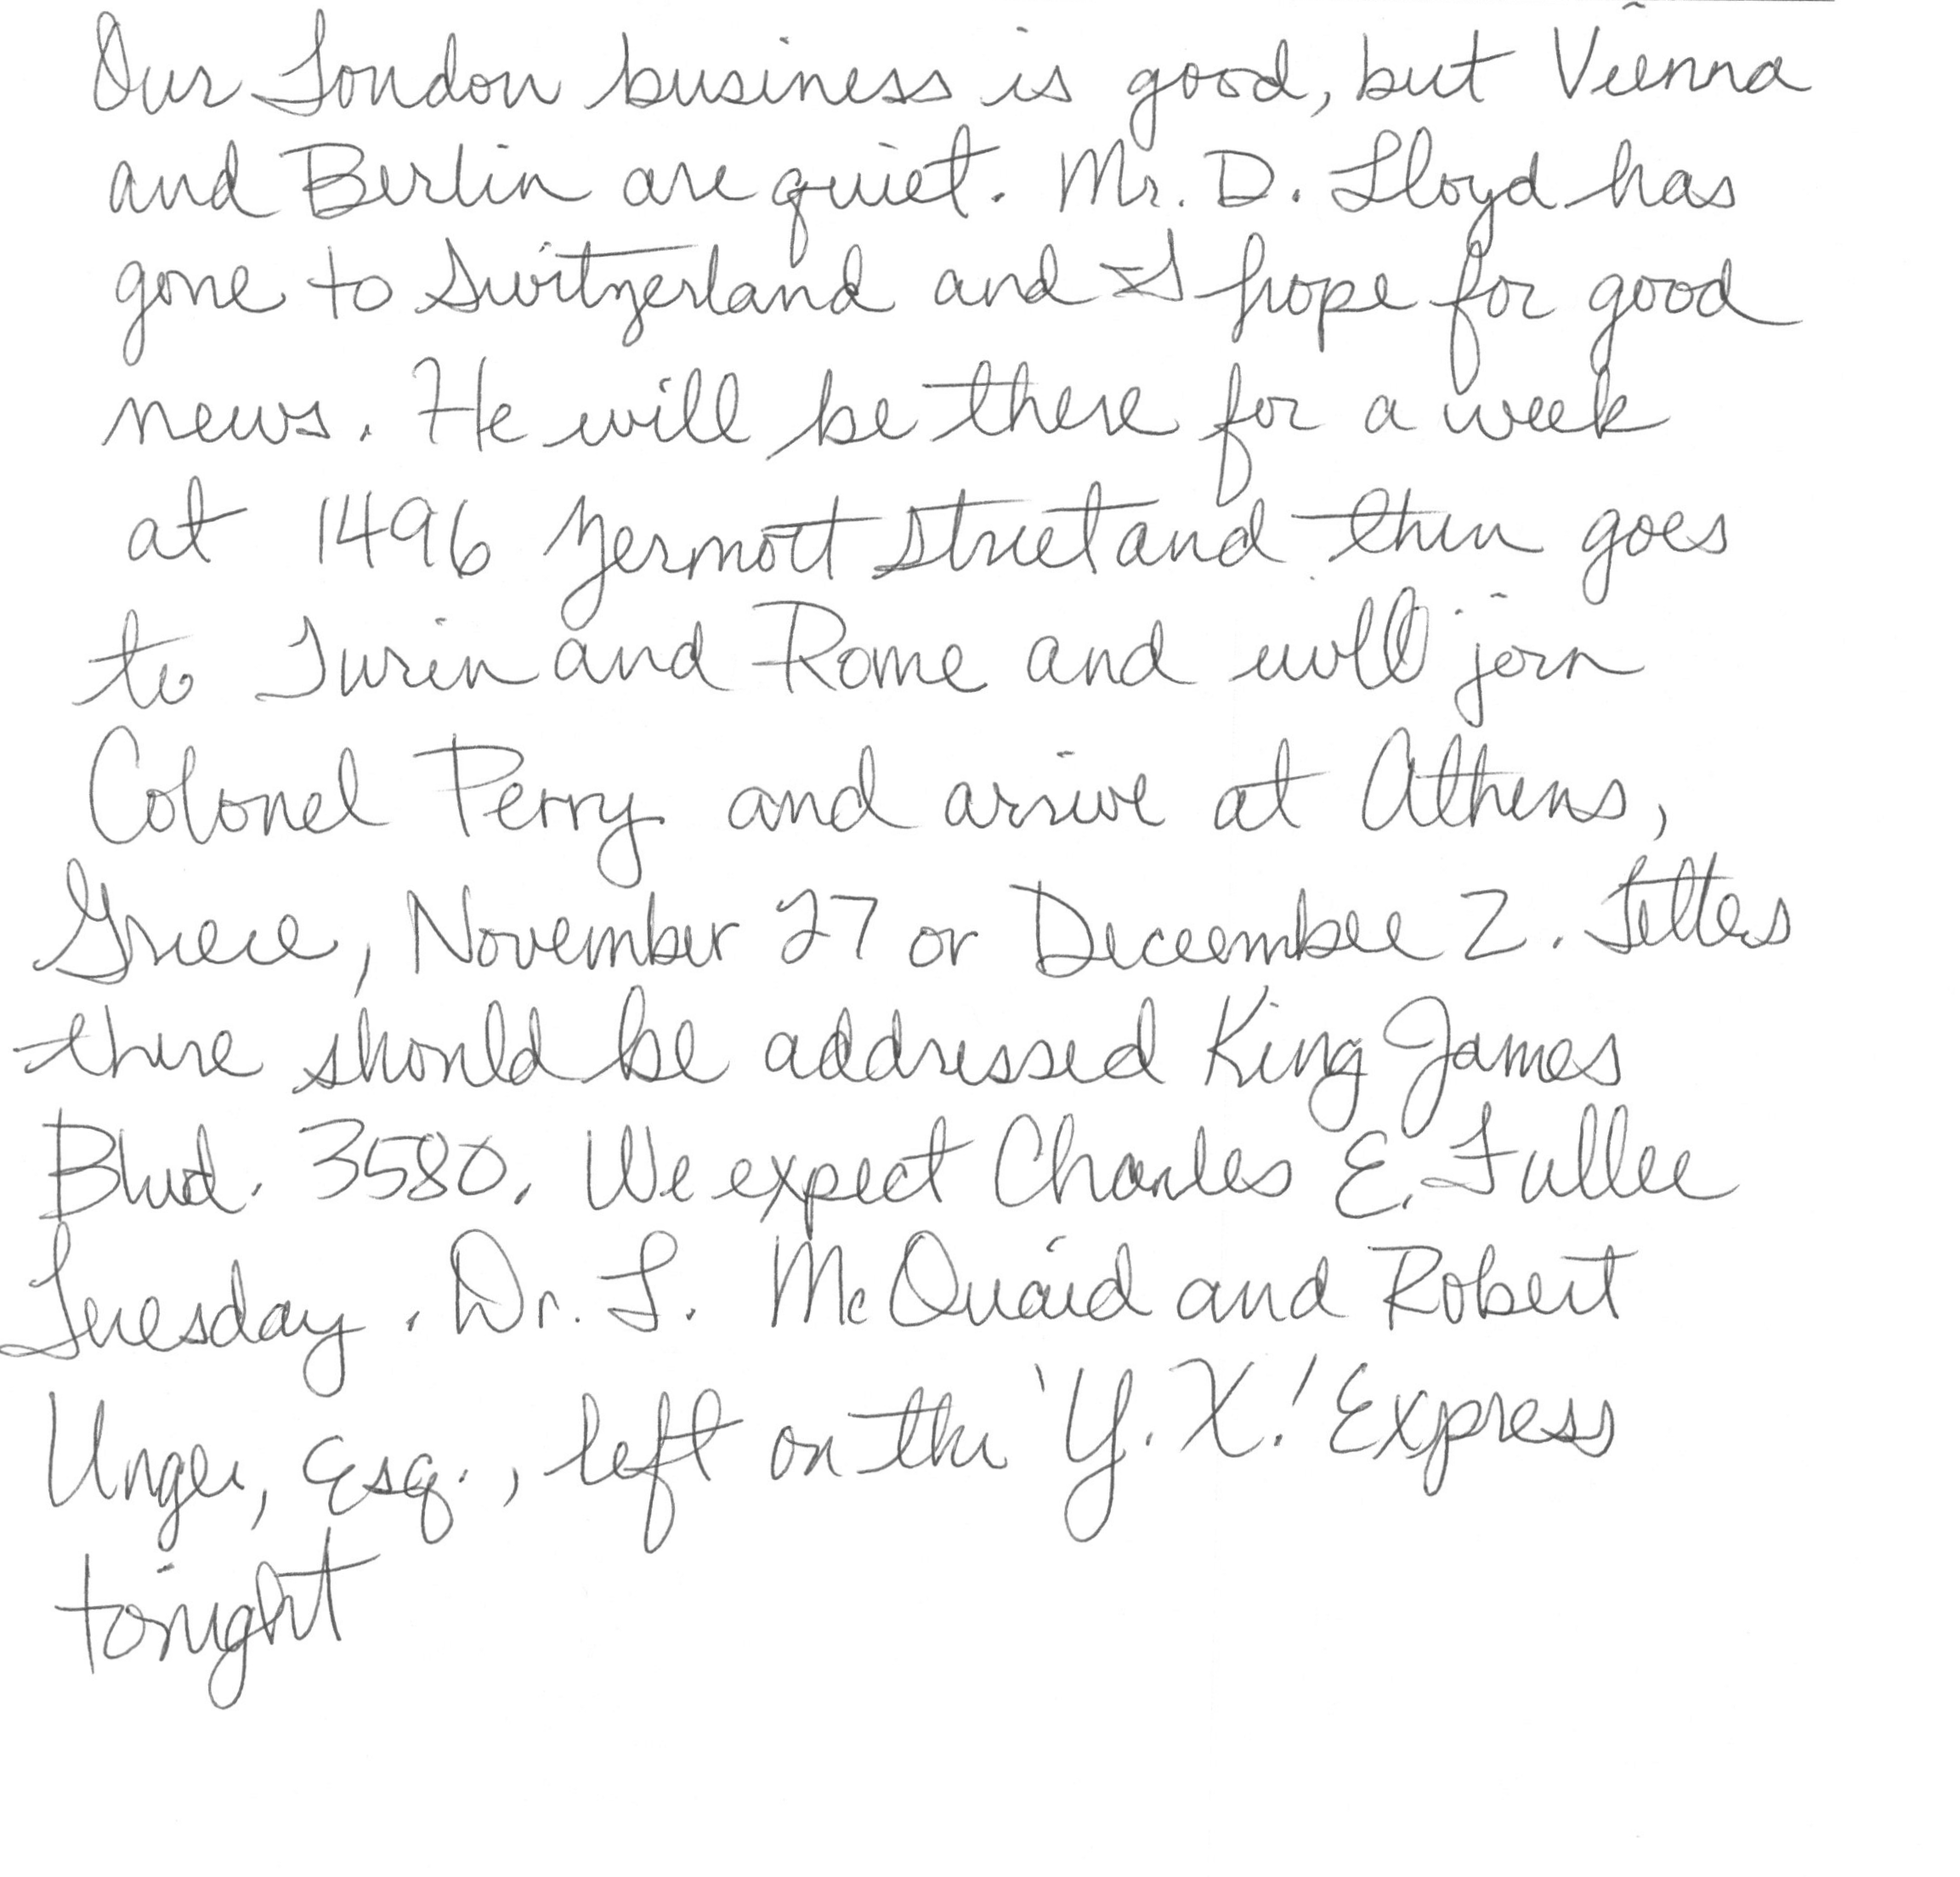 Our London business is good, but Vienna
and Berlin are quiet. Mr. D. Lloyd has
gone to Switzerland and I hope for good
news. He will be there for a week
at 1496 Zermott street and then goes
to Turin and Rome and will join
Colonel Perry and arrive at Athens,
Greece, November 27 or Deceember 2. Letters
there should be addressed King James
Blvd. 3580. We expect Charles E. Fuller
Tuesday. Dr. L. McQuaid and Robert
Unger, Esq., left on the 'Y. X.' Express
tonight